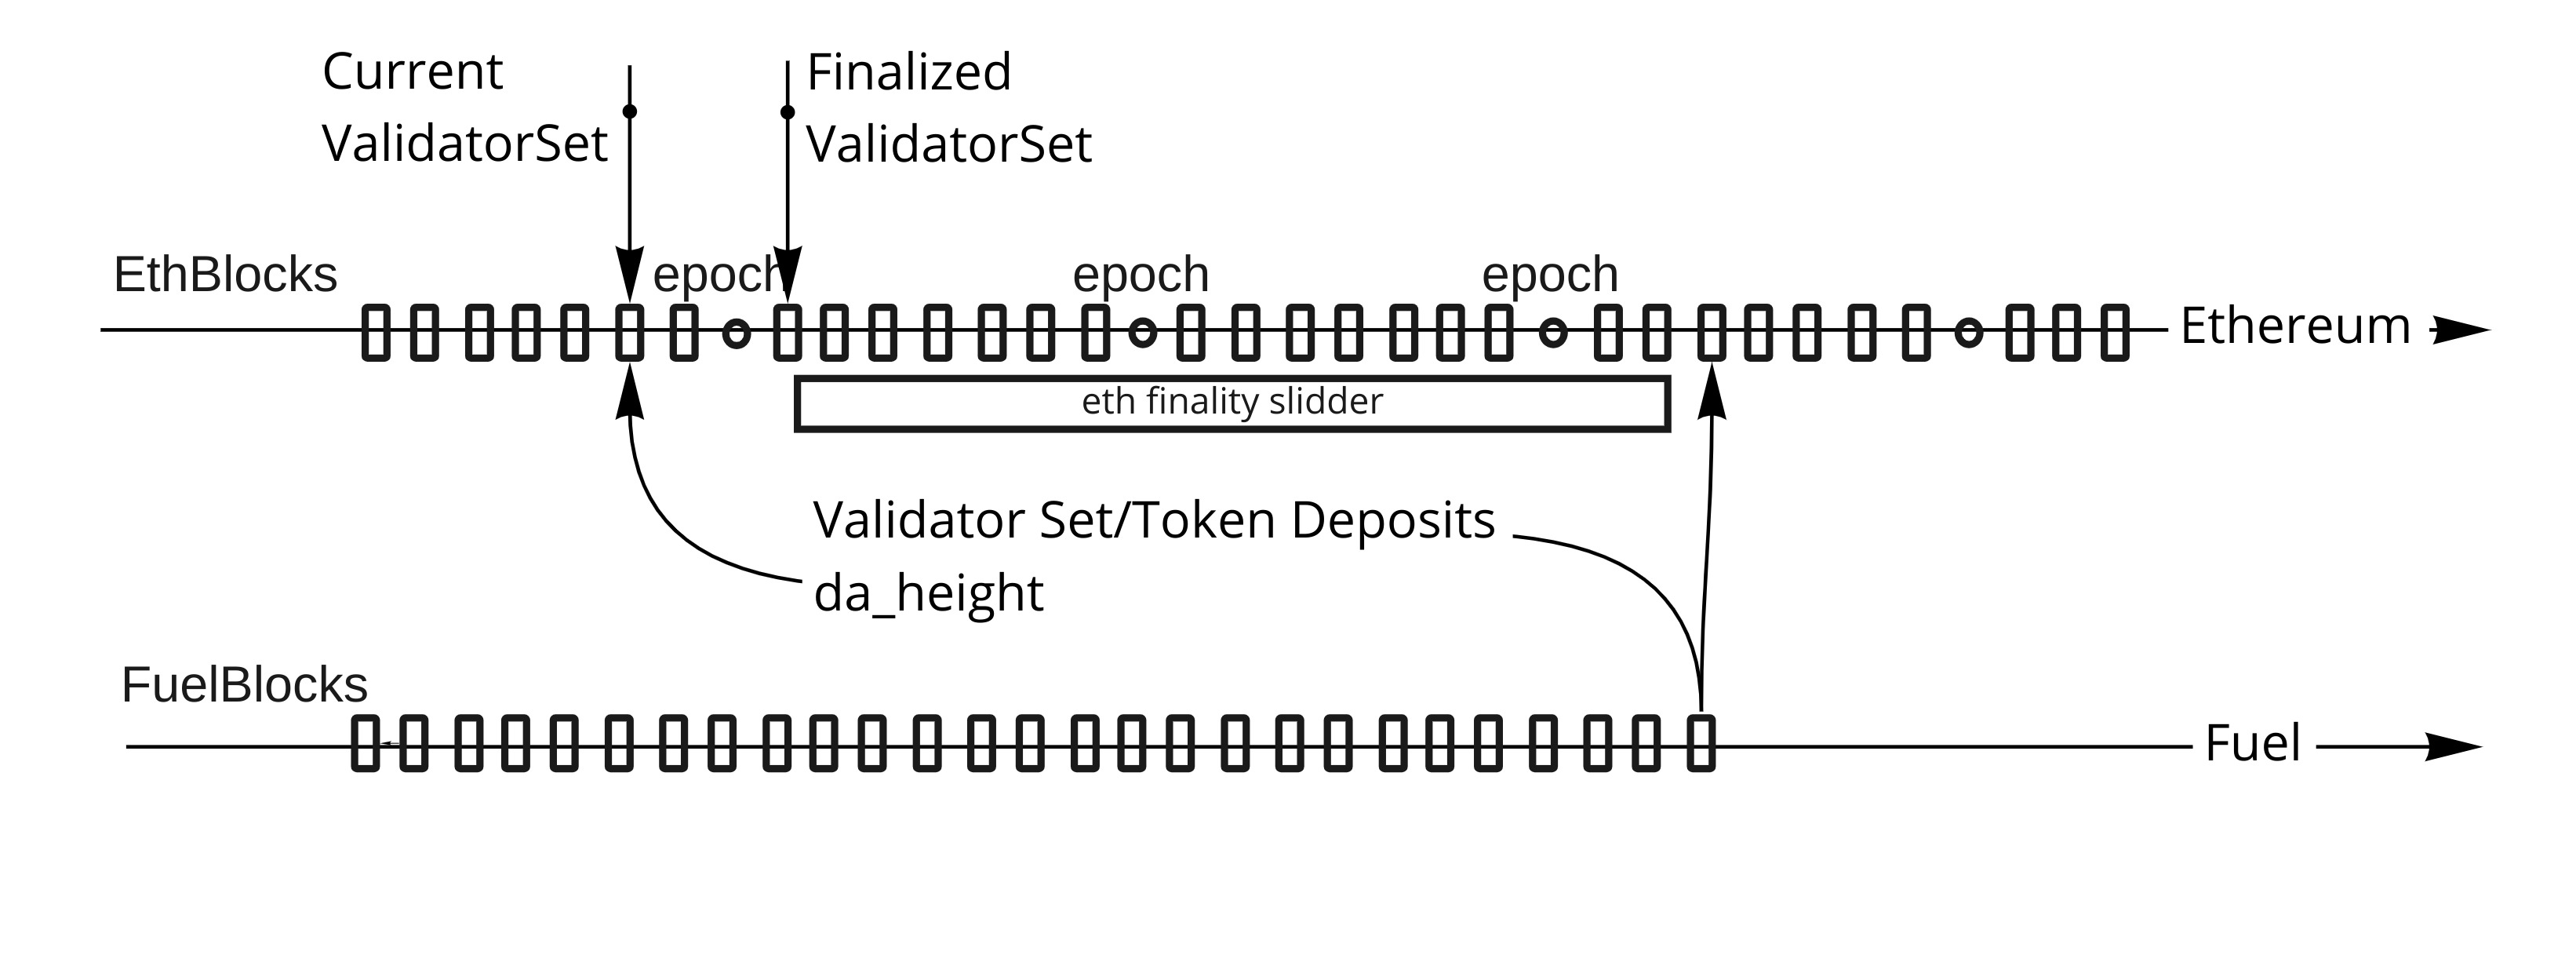 Current
ValidatorSet
Finalized
ValidatorSet
EthBlocks
epoch
epoch
epoch
Ethereum
eth finality slidder
Validator Set/Token Deposits
da_height
FuelBlocks
Fuel